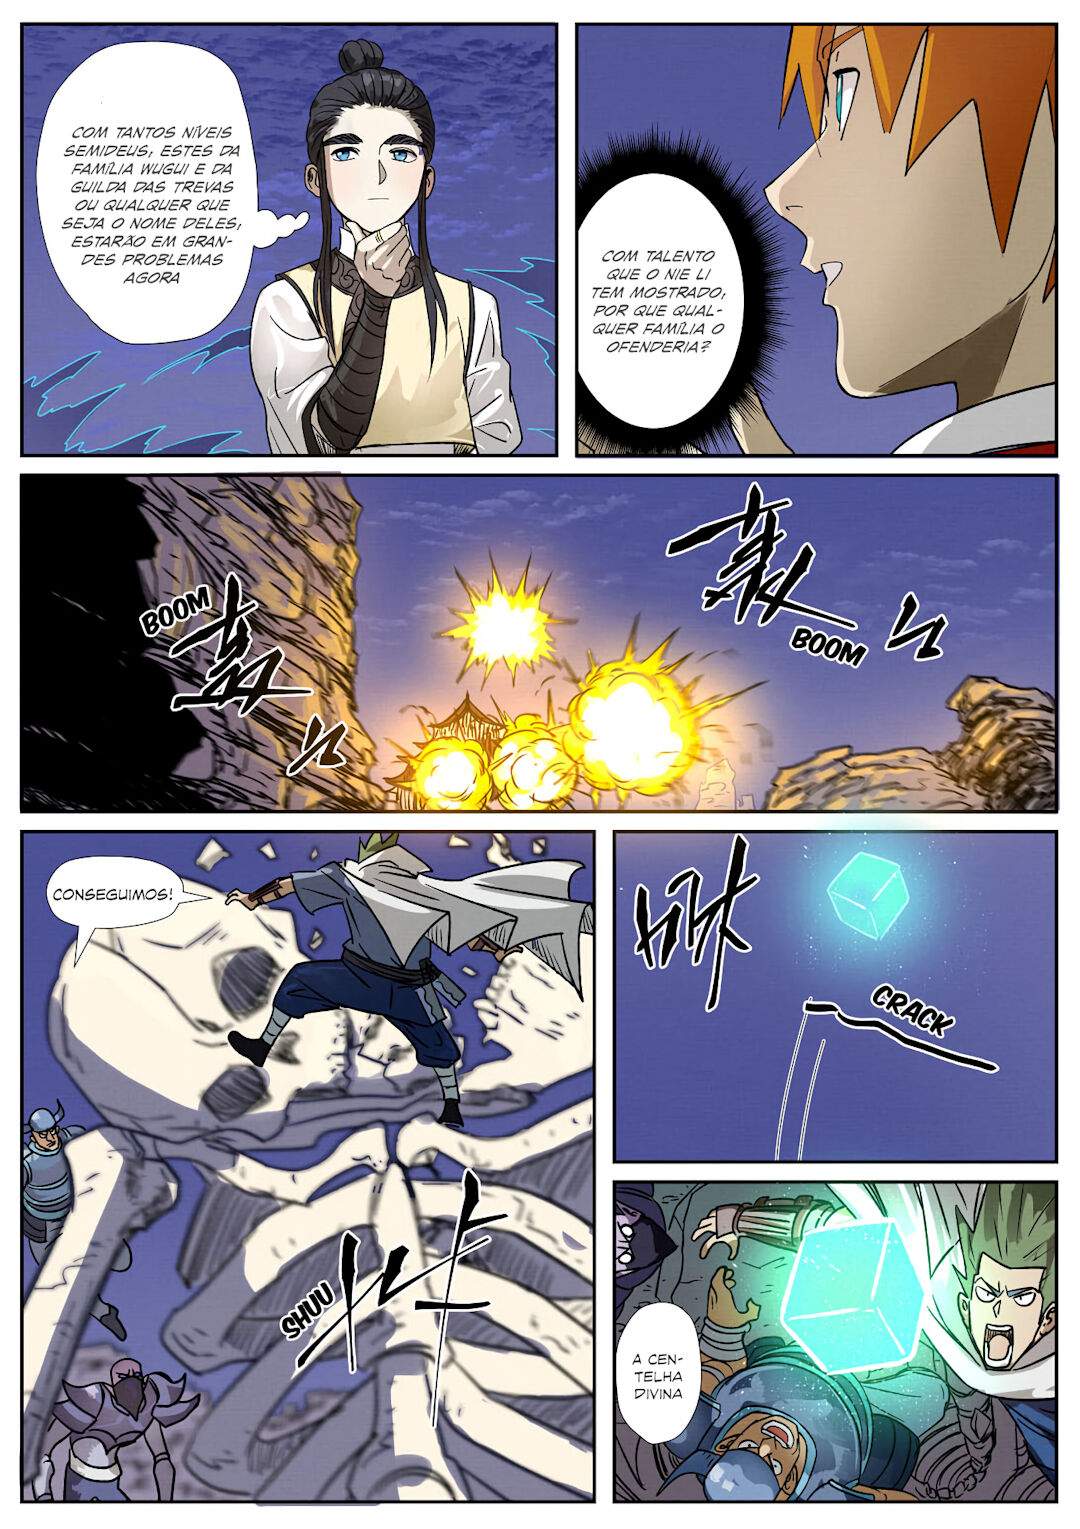 COM TANTOS NÍVEIS
SEMIDEUS, ESTES DA
FAMÍLIA WUGUI E DA
GUILDA DAS TREVAS
OU QUALQUER QUE
SEJA O NOME DELES,
ESTARÃO EM GRAN-
DES PROBLEMAS
AGORA
COM TALENTO
QUE O NIE LI
TEM MOSTRADO,
POR QUE QUAL-
QUER FAMÍLIA O
OFENDERIA?
BOOM
BOOM
CONSEGUIMOS!
CRACK
SHUU
A CEN-
TELHA
DIVINA